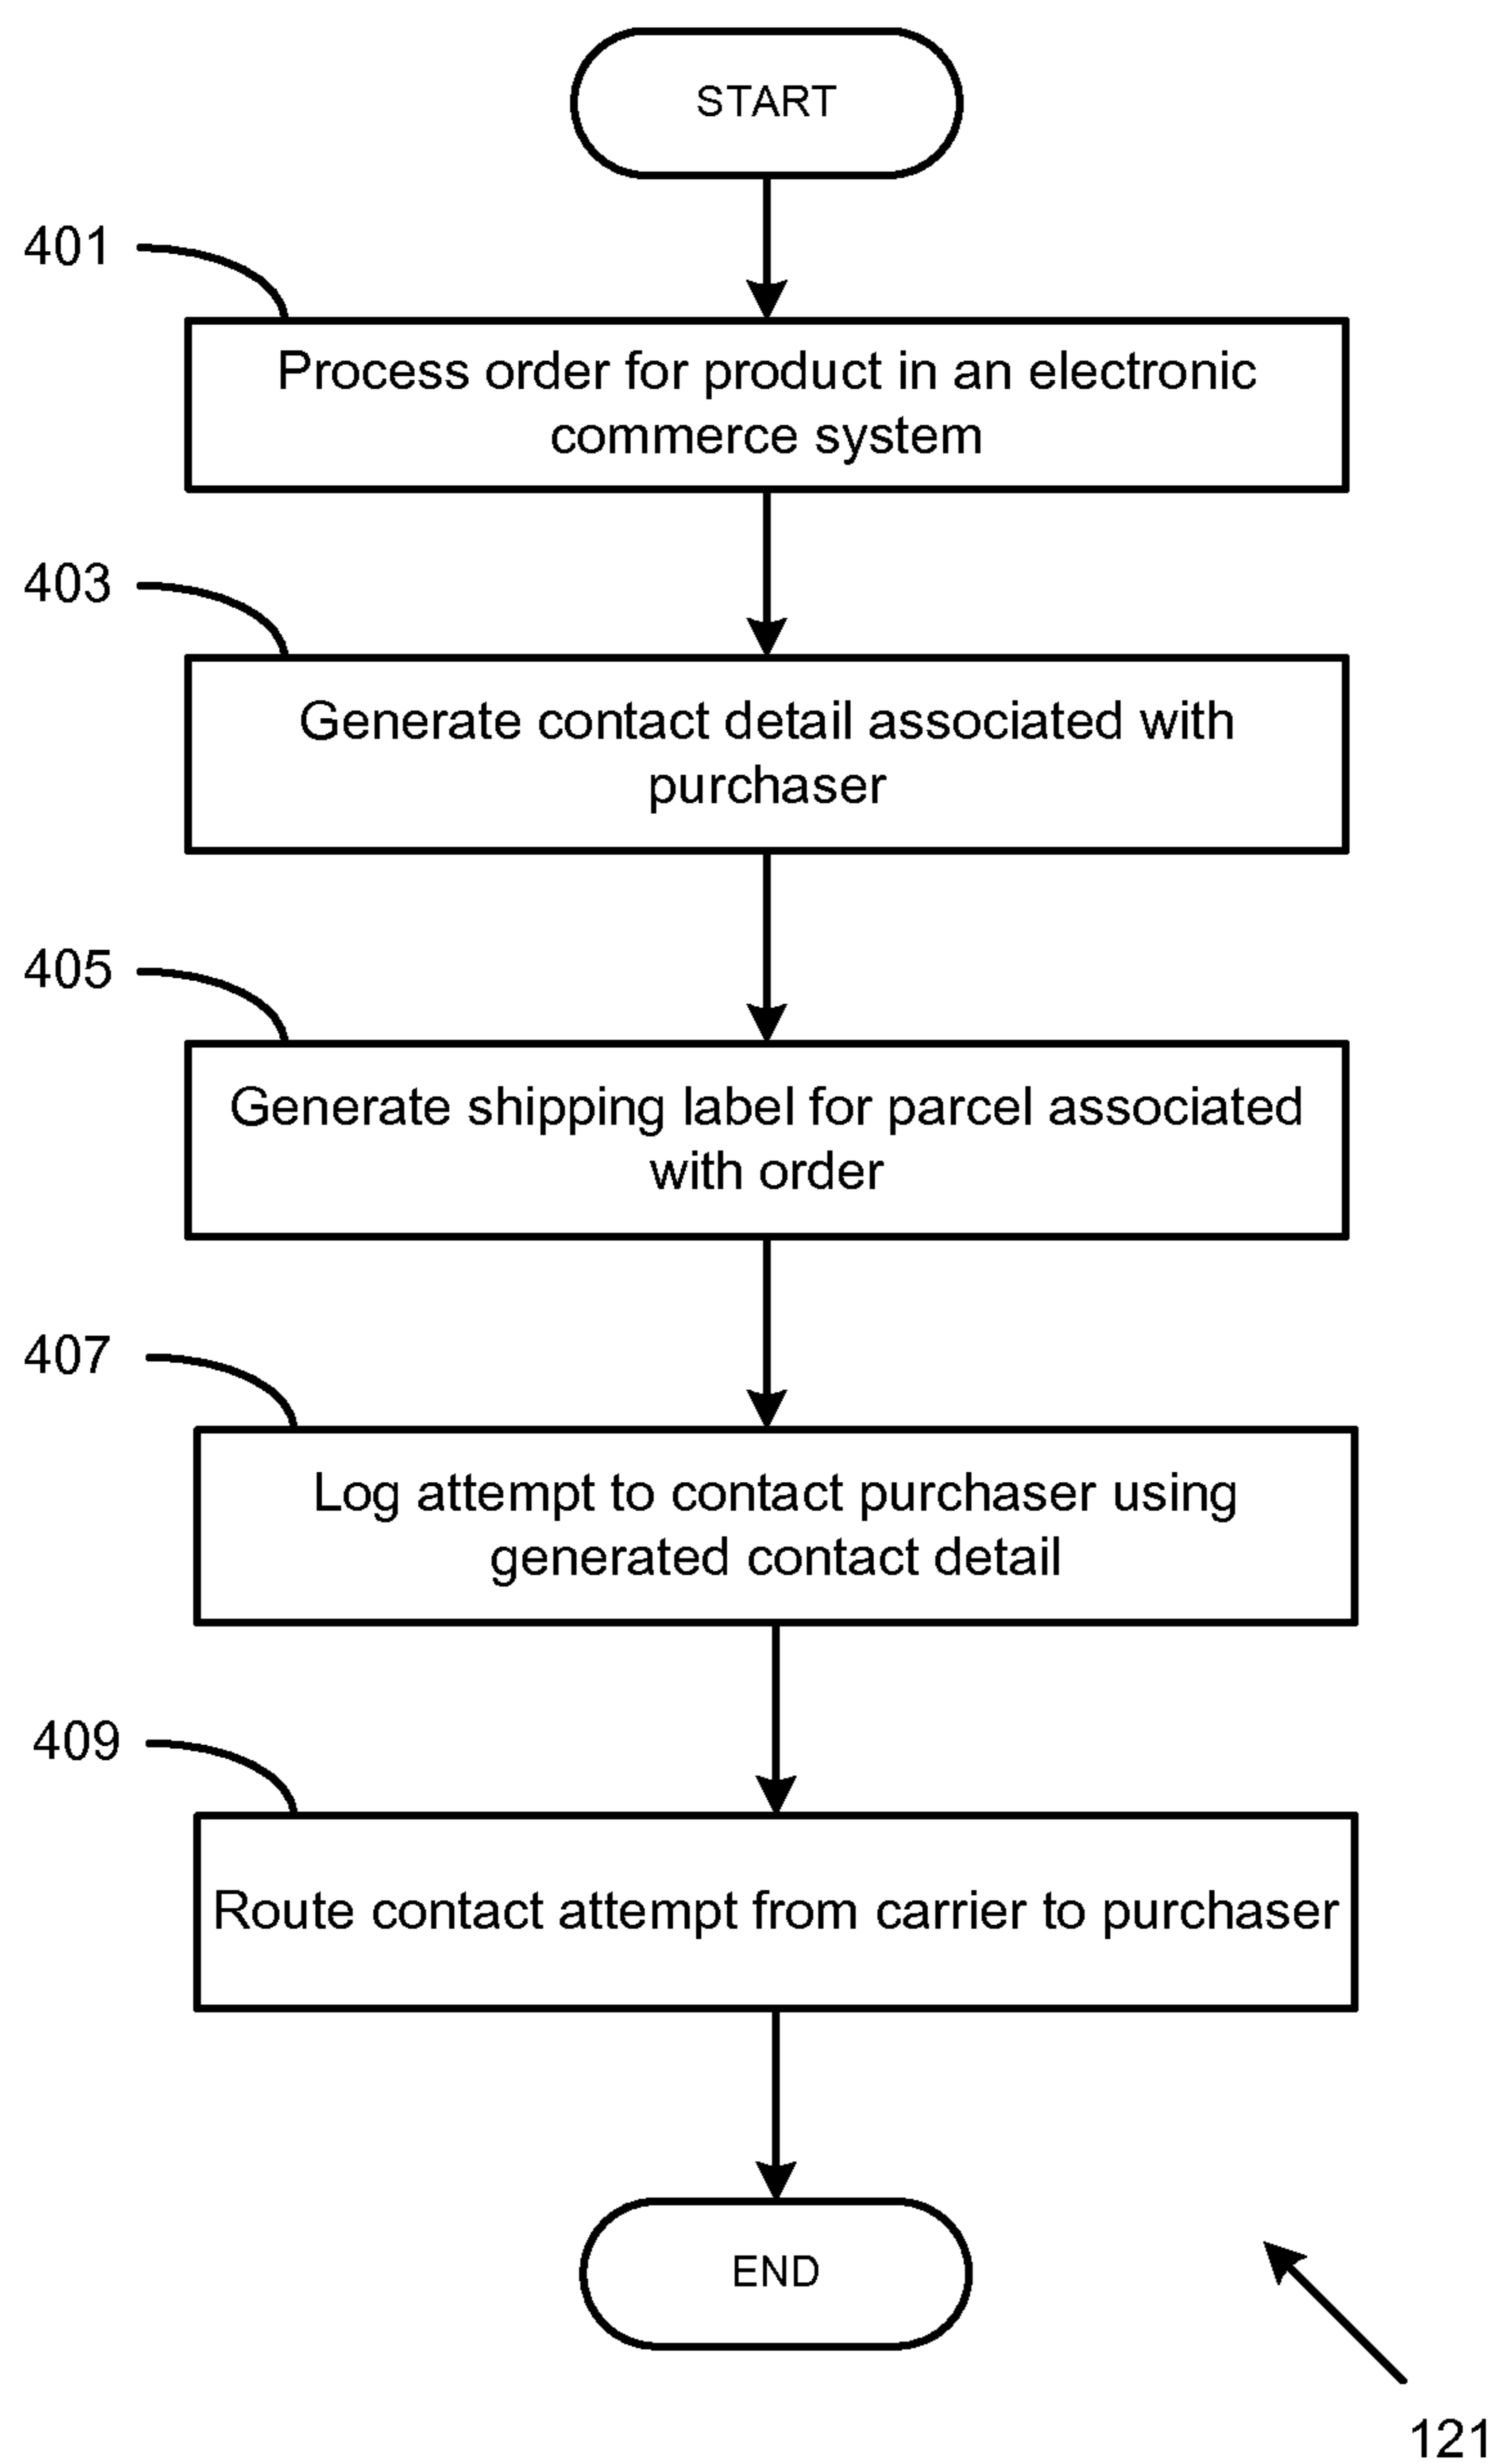 START
401
Process order for product in an electronic
commerce system
403
Generate contact detail associated with
purchaser
405
Generate shipping label for parcel associated
with order
407
Log attempt to contact purchaser using
generated contact detail
409
Route contact attempt from carrier to purchaser
END
121